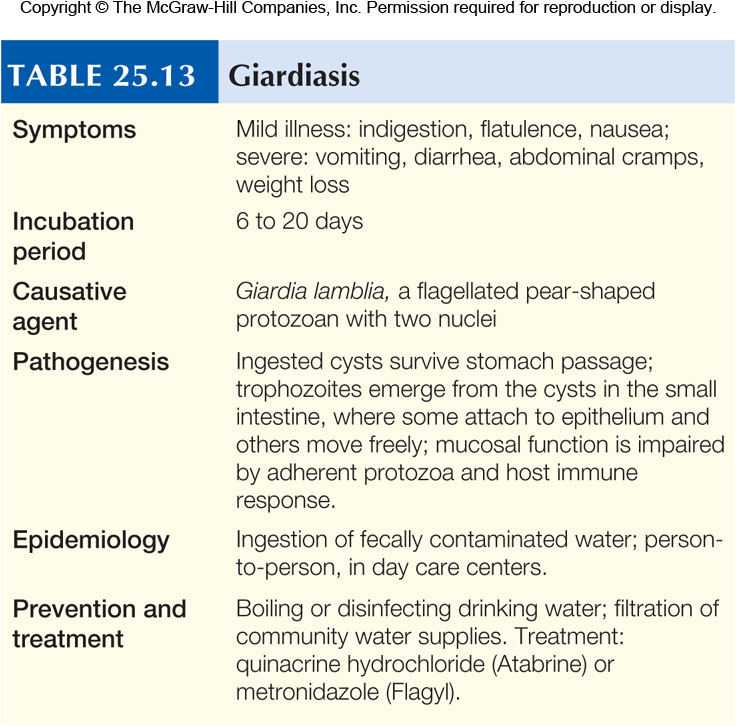 Copyright © The McGraw-Hill Companies, Inc. Permission required for reproduction or display.
TABLE 25.13 Giardiasis
Symptoms
Mild illness: indigestion, flatulence, nausea;
severe: vomiting, diarrhea, abdominal cramps,
weight loss
Incubation
period
6 to 20 days
Causative
agent
Giardia lamblia, a flagellated pear-shaped
protozoan with two nuclei
Pathogenesis
Ingested cysts survive stomach passage;
trophozoites emerge from the cysts in the small
intestine, where some attach to epithelium and
others move freely; mucosal function is impaired
by adherent protozoa and host immune
response.
Epidemiology
Ingestion of fecally contaminated water; person-
to-person, in day care centers.
Prevention and
treatment
Boiling or disinfecting drinking water; filtration of
community water supplies. Treatment:
quinacrine hydrochloride (Atabrine) or
metronidazole (Flagyl).